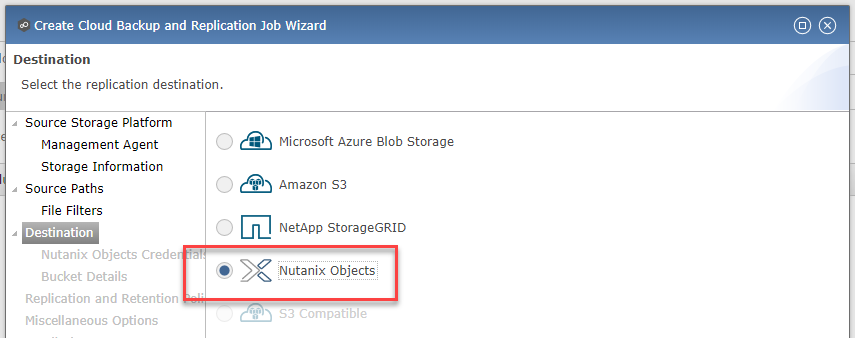 Create Cloud Backup and Replication Job Wizard
Destination
Select the replication destination.
Source Storage Platform
Management Agent
Storage Information
Source Paths
File Filters
Destination
Nutanix Objects Credentials
Bucket Details
Replication and Retention
Miscellaneous Options
Microsoft Azure Blob Storage
Amazon S3
NetApp StorageGRID
Nutanix Objects
S3 Compatible